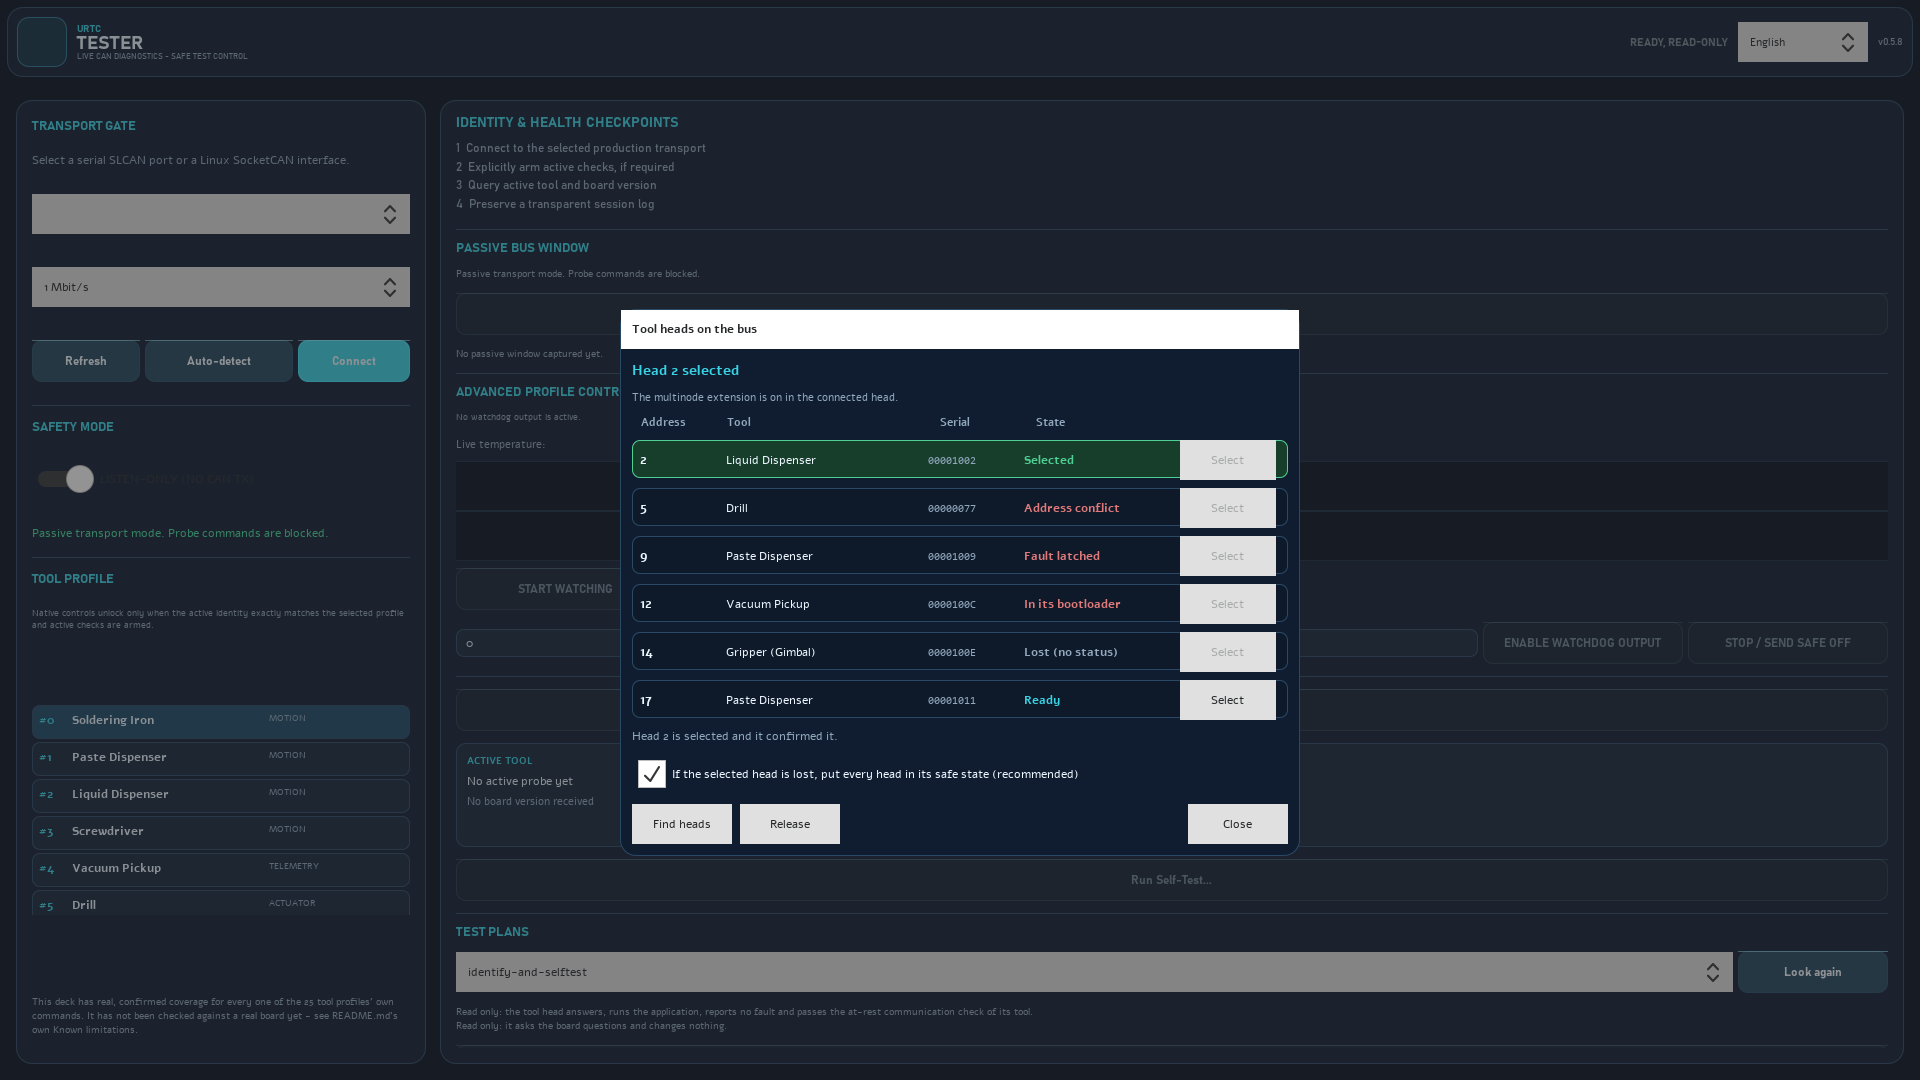 URTC
TESTER
LIVE CAN DIAGNOSTICS - SAFE TEST CONTROL
READY, READ-ONLY
English
v0.5.8
TRANSPORT GATE
Select a serial SLCAN port or a Linux SocketCAN interface.
1 Mbit/s
Refresh
Auto-detect
Connect
SAFETY MODE
LISTEN-ONLY (NO CAN TX)
Passive transport mode. Probe commands are blocked.
TOOL PROFILE
Native controls unlock only when the active identity exactly matches the selected profile
and active checks are armed.
#0 Soldering Iron MOTION
#1 Paste Dispenser MOTION
#2 Liquid Dispenser MOTION
#3 Screwdriver MOTION
#4 Vacuum Pickup TELEMETRY
#5 Drill ACTUATOR
This deck has real, confirmed coverage for every one of the 25 tool profiles' own
commands. It has not been checked against a real board yet - see README.md's
own Known limitations.
IDENTITY & HEALTH CHECKPOINTS
1 Connect to the selected production transport
2 Explicitly arm active checks, if required
3 Query active tool and board version
4 Preserve a transparent session log
PASSIVE BUS WINDOW
Passive transport mode. Probe commands are blocked.
No passive window captured yet.
ADVANCED PROFILE CONTR
No watchdog output is active.
Live temperature:
START WATCHING
0
ENABLE WATCHDOG OUTPUT
STOP / SEND SAFE OFF
ACTIVE TOOL
No active probe yet
No board version received
Run Self-Test...
TEST PLANS
identify-and-selftest
Look again
Read only: the tool head answers, runs the application, reports no fault and passes the at-rest communication check of its tool.
Read only: it asks the board questions and changes nothing.
Tool heads on the bus
Head 2 selected
The multinode extension is on in the connected head.
Address Tool Serial State
2 Liquid Dispenser 00001002 Selected Select
5 Drill 00000077 Address conflict Select
9 Paste Dispenser 00001009 Fault latched Select
12 Vacuum Pickup 0000100C In its bootloader Select
14 Gripper (Gimbal) 0000100E Lost (no status) Select
17 Paste Dispenser 00001011 Ready Select
Head 2 is selected and it confirmed it.
If the selected head is lost, put every head in its safe state (recommended)
Find heads
Release
Close